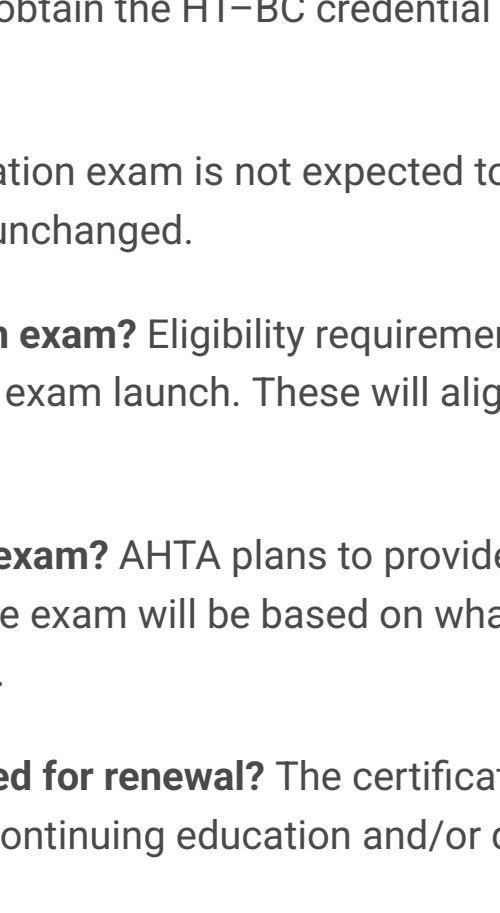 obtain the HT–BC credential
ation exam is not expected to
unchanged.
exam? Eligibility requiremen
exam launch. These will alig
exam? AHTA plans to provide
e exam will be based on wha
.
ed for renewal? The certificat
ontinuing education and/or